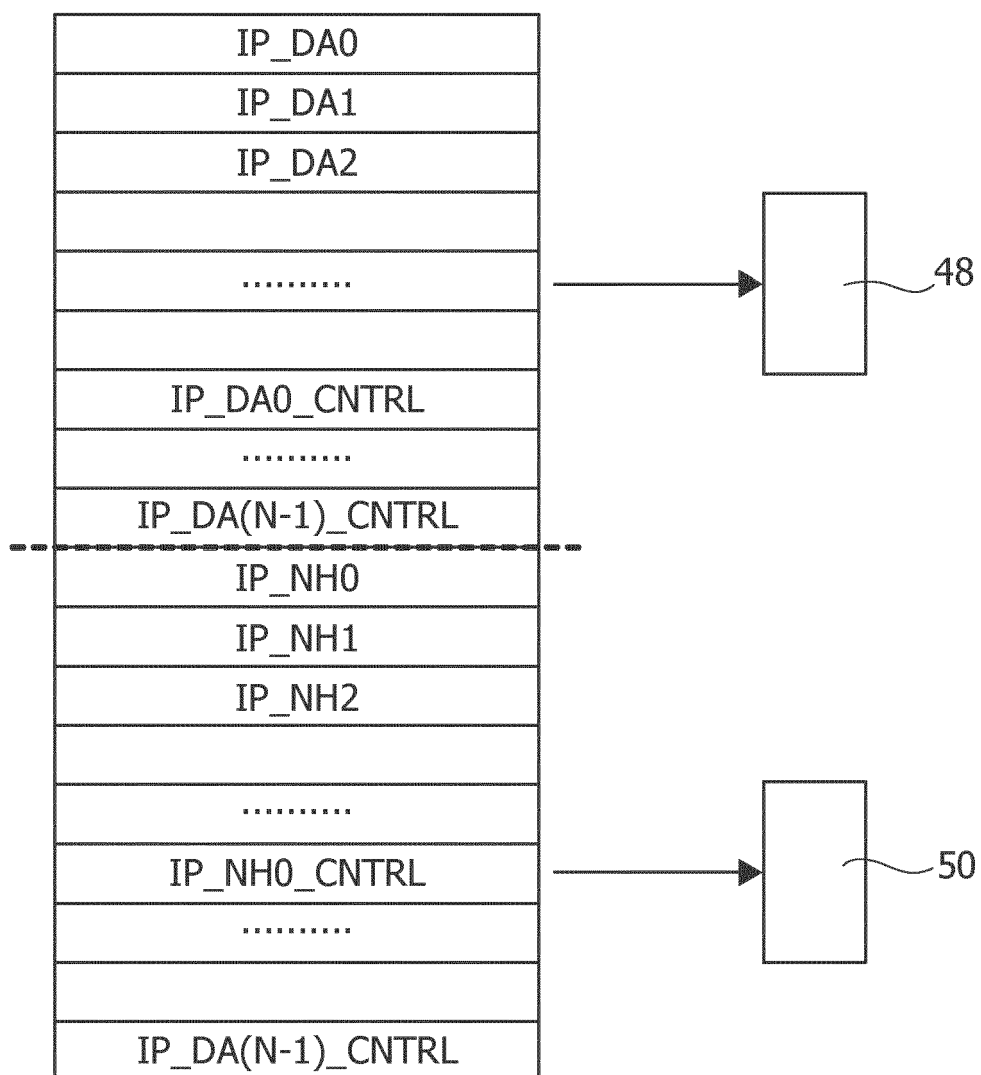 IP_DA0
IP_DA1
IP_DA2
..........
48
IP_DA0_CNTRL
..........
IP_DA(N-1)_CNTRL
IP_NH0
IP_NH1
IP_NH2
..........
IP_NH0_CNTRL
50
..........
IP_DA(N-1)_CNTRL